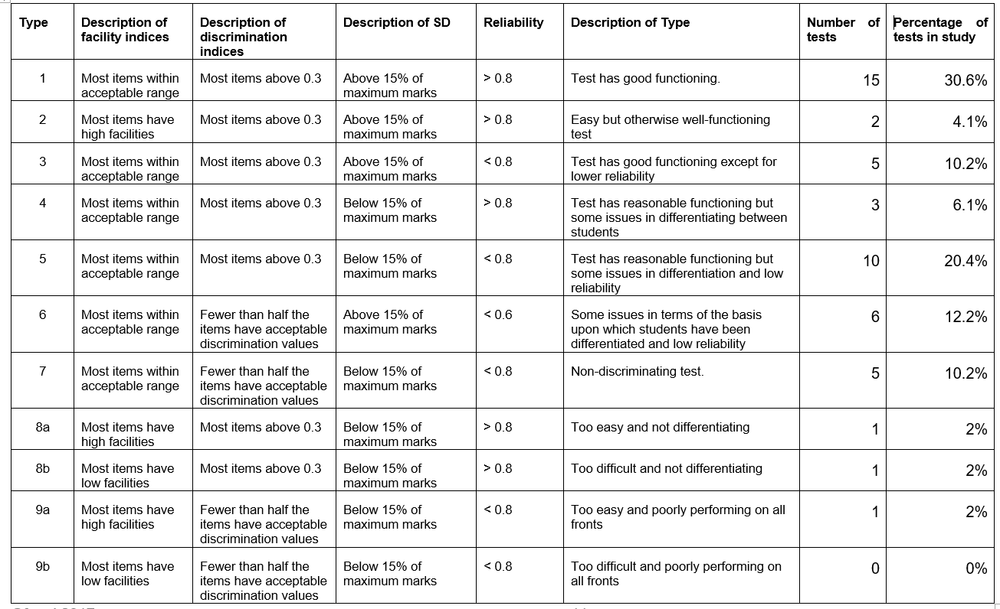 Type Description of facility indices Description of discrimination indices Description of SD Reliability Description of Type Number of tests Percentage of tests in study
1 Most items within acceptable range Most items above 0.3 Above 15% of maximum marks > 0.8 Test has good functioning. 15 30.6%
2 Most items have high facilities Most items above 0.3 Above 15% of maximum marks > 0.8 Easy but otherwise well-functioning test 2 4.1%
3 Most items within acceptable range Most items above 0.3 Above 15% of maximum marks < 0.8 Test has good functioning except for lower reliability 5 10.2%
4 Most items within acceptable range Most items above 0.3 Below 15% of maximum marks > 0.8 Test has reasonable functioning but some issues in differentiating between students 3 6.1%
5 Most items within acceptable range Most items above 0.3 Below 15% of maximum marks < 0.8 Test has reasonable functioning but some issues in differentiation and low reliability 10 20.4%
6 Most items within acceptable range Fewer than half the items have acceptable discrimination values Above 15% of maximum marks < 0.6 Some issues in terms of the basis upon which students have been differentiated and low reliability 6 12.2%
7 Most items within acceptable range Fewer than half the items have acceptable discrimination values Below 15% of maximum marks < 0.8 Non-discriminating test. 5 10.2%
8a Most items have high facilities Most items above 0.3 Below 15% of maximum marks > 0.8 Too easy and not differentiating 1 2%
8b Most items have low facilities Most items above 0.3 Below 15% of maximum marks > 0.8 Too difficult and not differentiating 1 2%
9a Most items have high facilities Fewer than half the items have acceptable discrimination values Below 15% of maximum marks < 0.8 Too easy and poorly performing on all fronts 1 2%
9b Most items have low facilities Fewer than half the items have acceptable discrimination values Below 15% of maximum marks < 0.8 Too difficult and poorly performing on all fronts 0 0%